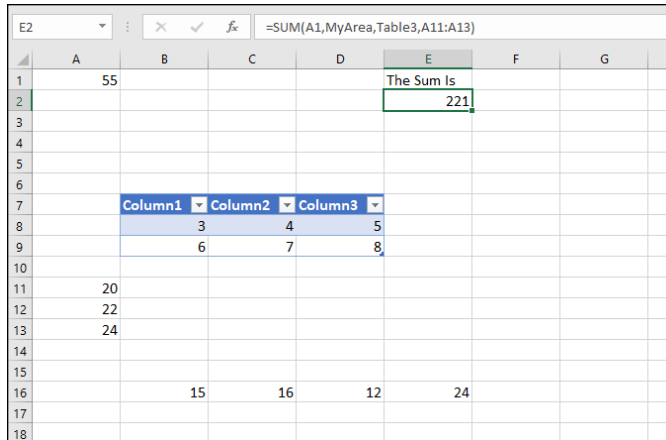 E2 fx =SUM(A1,MyArea,Table3,A11:A13)
A B C D E F G
1 55 The Sum Is
2 221
3
4
5
6
7 Column1 Column2 Column3
8 3 4 5
9 6 7 8
10
11 20
12 22
13 24
14
15
16 15 16 12 24
17
18